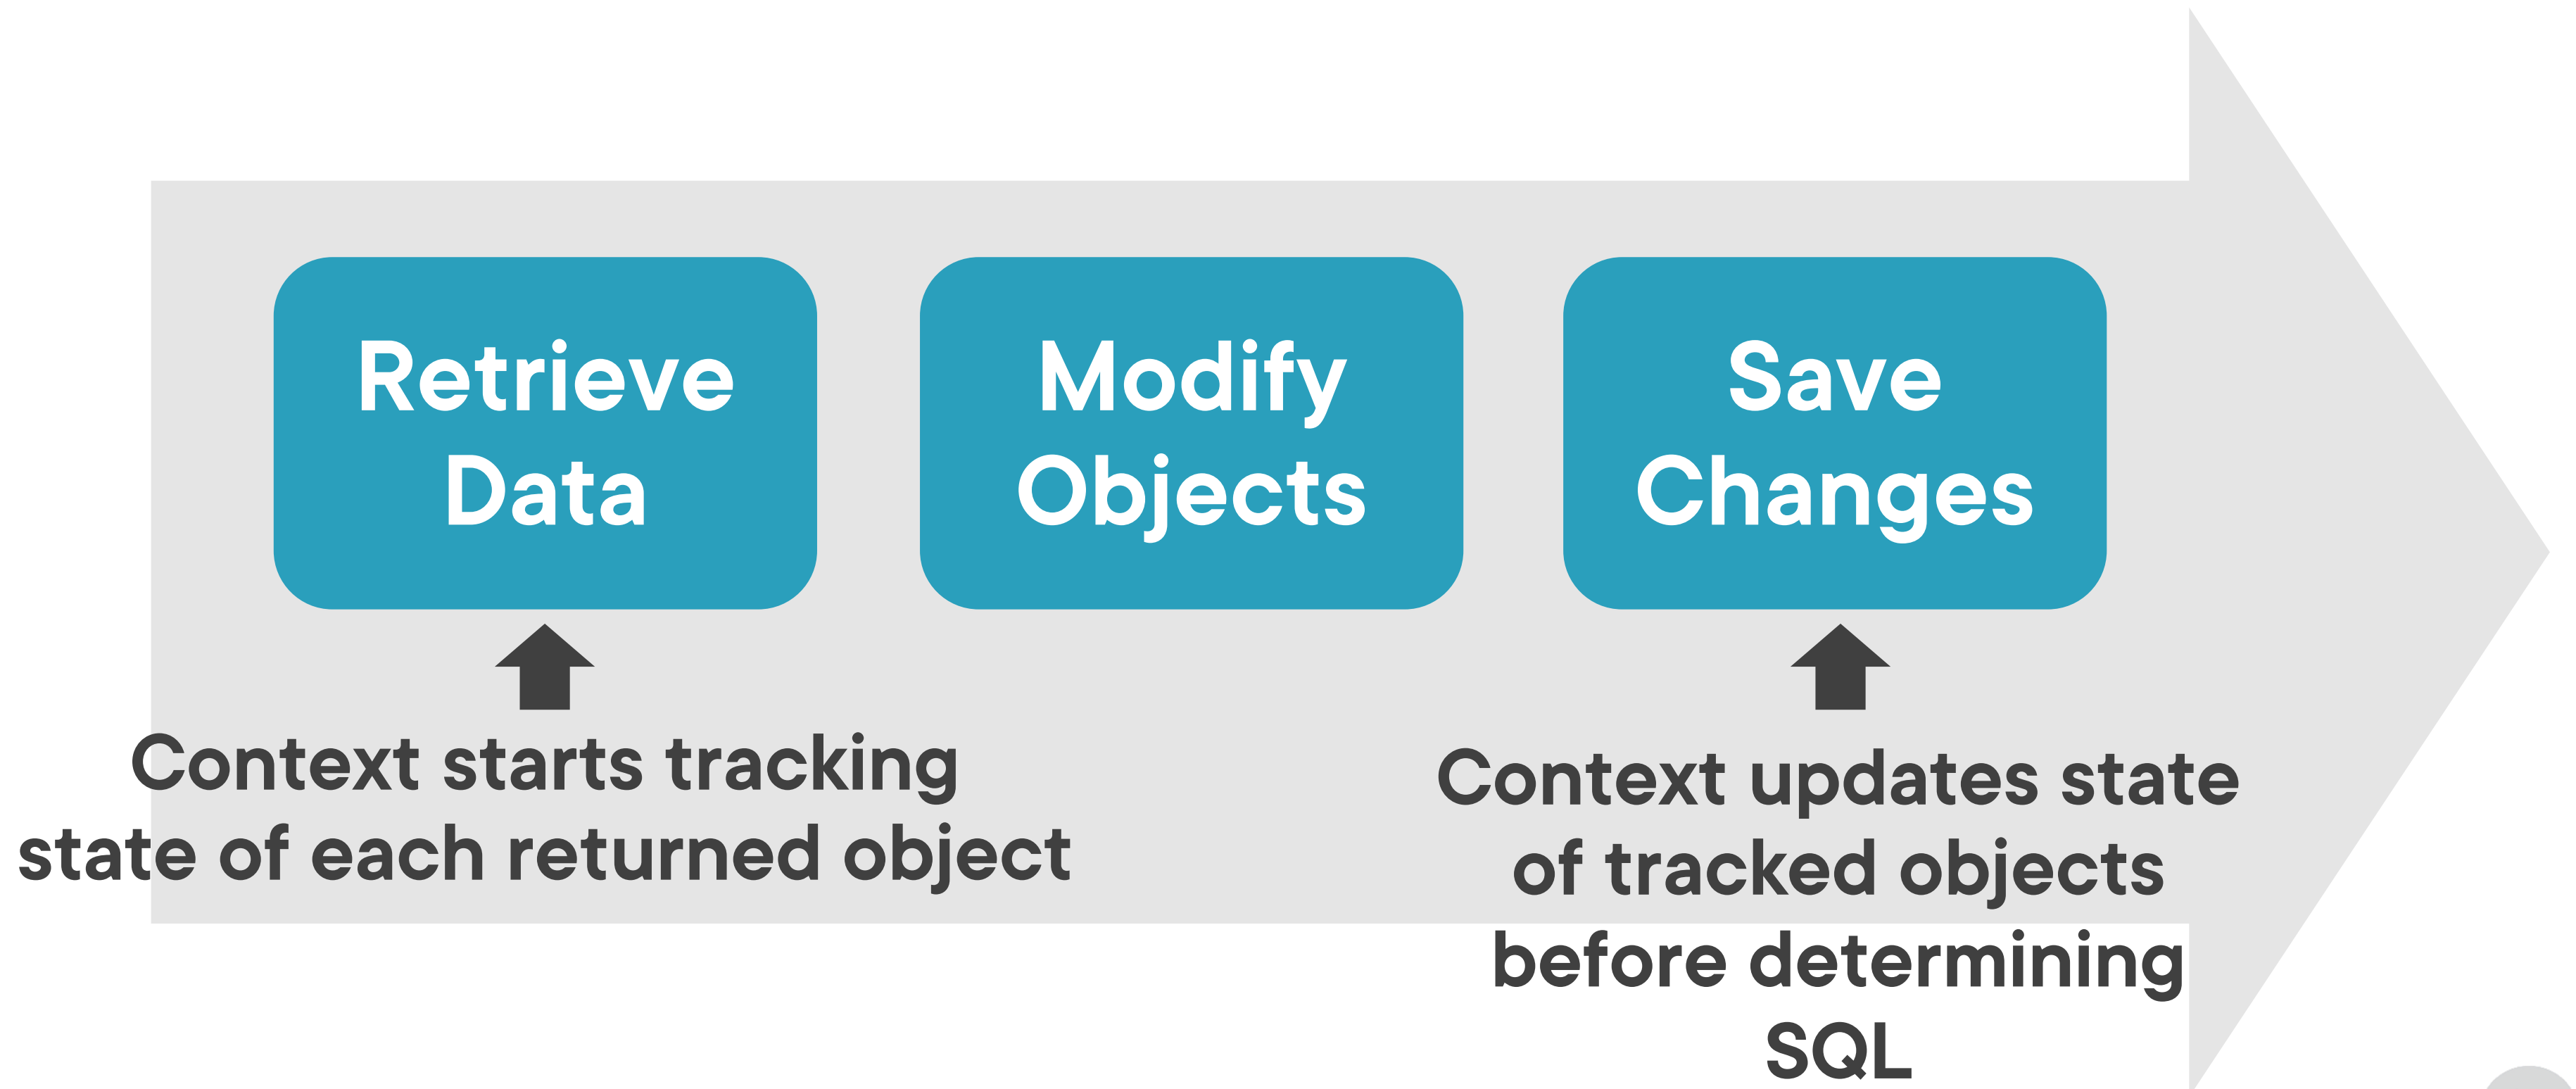 Retrieve
Data
Modify
Objects
Save
Changes
Context starts tracking
state of each returned object
Context updates state
of tracked objects
before determining
SQL